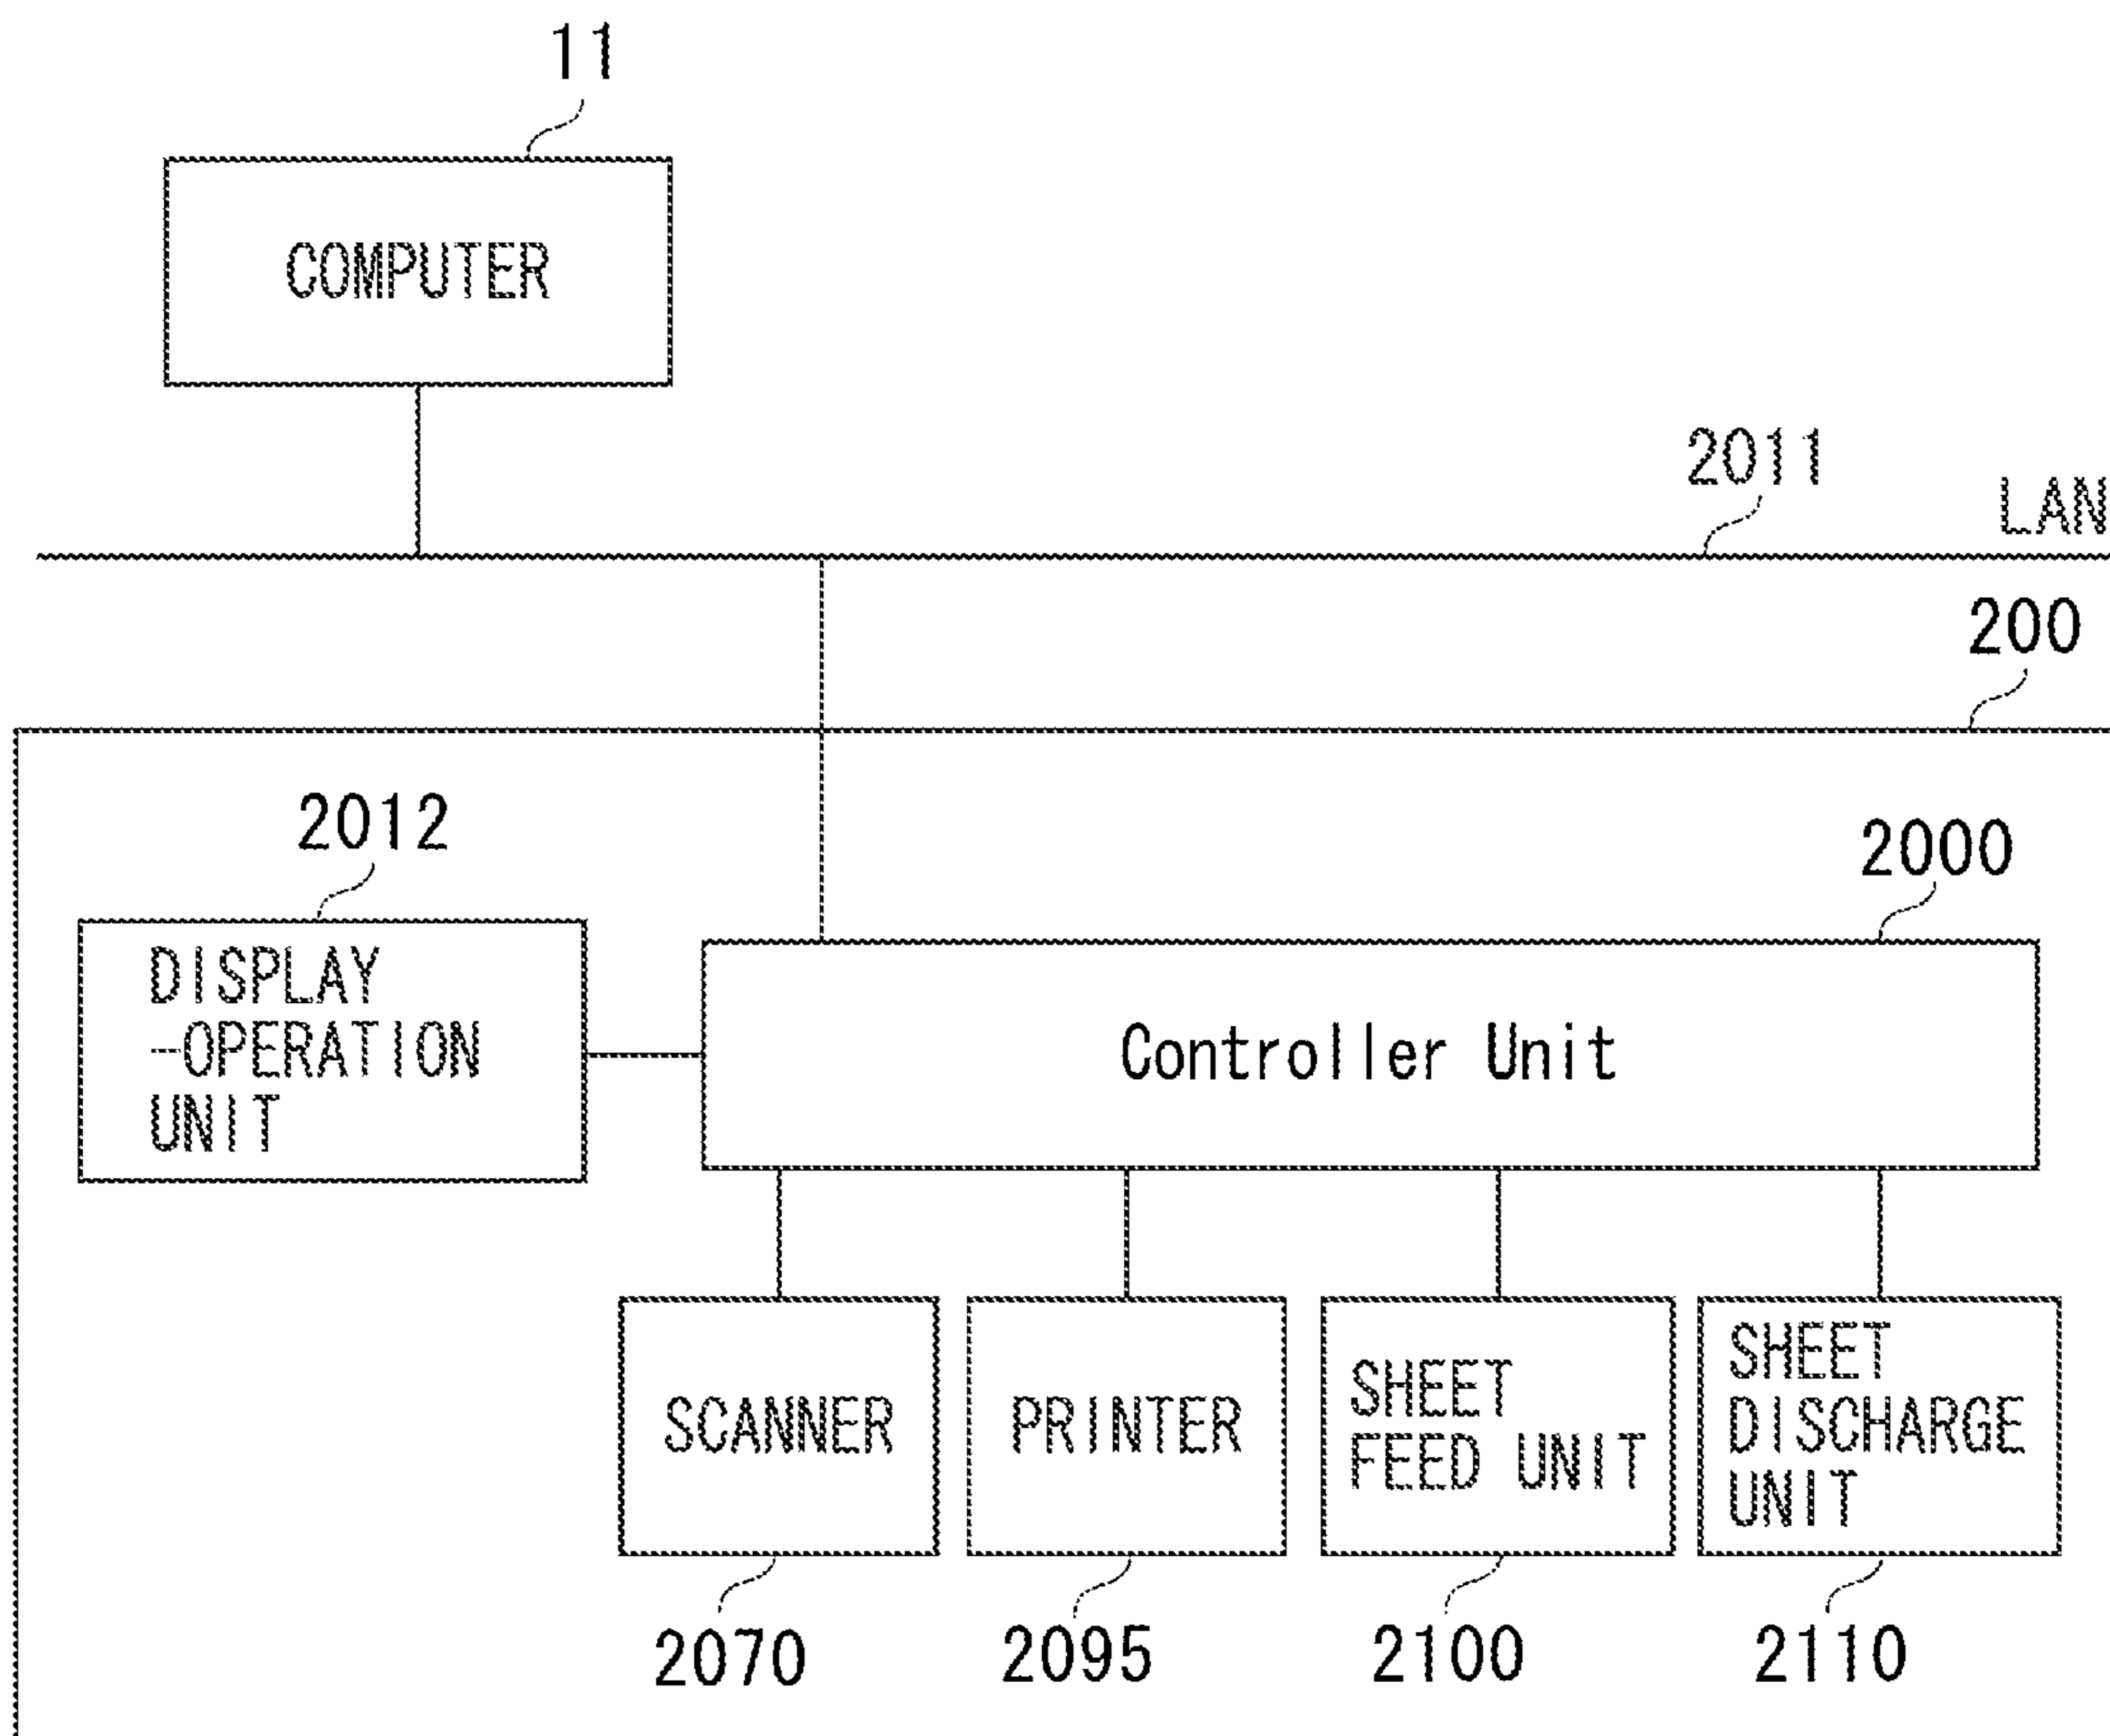 11
COMPUTER
2011
LAN
200
2012
2000
DISPLAY
-OPERATION
UNIT
Controller Unit
SCANNER
PRINTER
SHEET
FEED UNIT
SHEET
DISCHARGE
UNIT
2070
2095
2100
2110